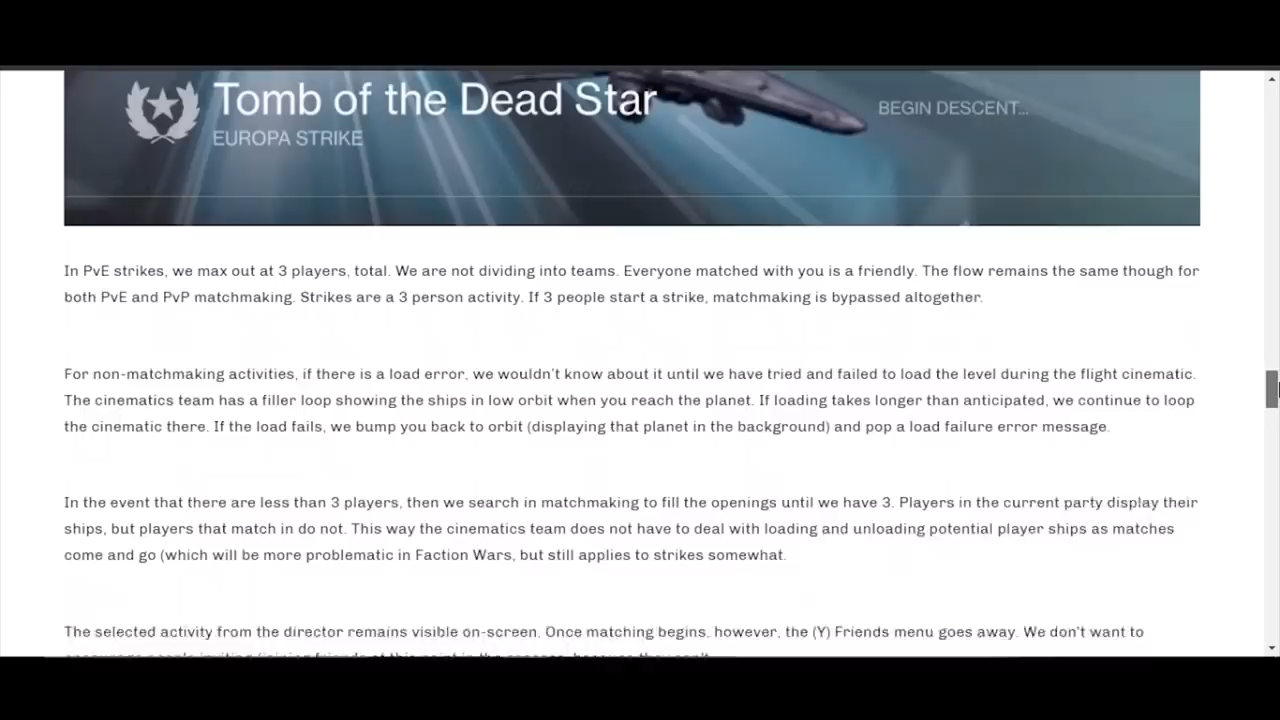 Tomb of the Dead Star
BEGIN DESCENT...
EUROPA STRIKE
In PvE strikes, we max out at 3 players, total. We are not dividing into teams. Everyone matched with you is a friendly. The flow remains the same though for
both PvE and PvP matchmaking. Strikes are a 3 person activity. If 3 people start a strike, matchmaking is bypassed altogether.
For non-matchmaking activities, if there is a load error, we wouldn't know about it until we have tried and failed to load the level during the flight cinematic.
The cinematics team has a filler loop showing the ships in low orbit when you reach the planet. If loading takes longer than anticipated, we continue to loop
the cinematic there. If the load fails, we bump you back to orbit (displaying that planet in the background) and pop a load failure error message.
In the event that there are less than 3 players, then we search in matchmaking to fill the openings until we have 3. Players in the current party display their
ships, but players that match in do not. This way the cinematics team does not have to deal with loading and unloading potential player ships as matches
come and go (which will be more problematic in Faction Wars, but still applies to strikes somewhat.
The selected activity from the director remains visible on-screen. Once matching begins, however, the (Y) Friends menu goes away. We don't want to